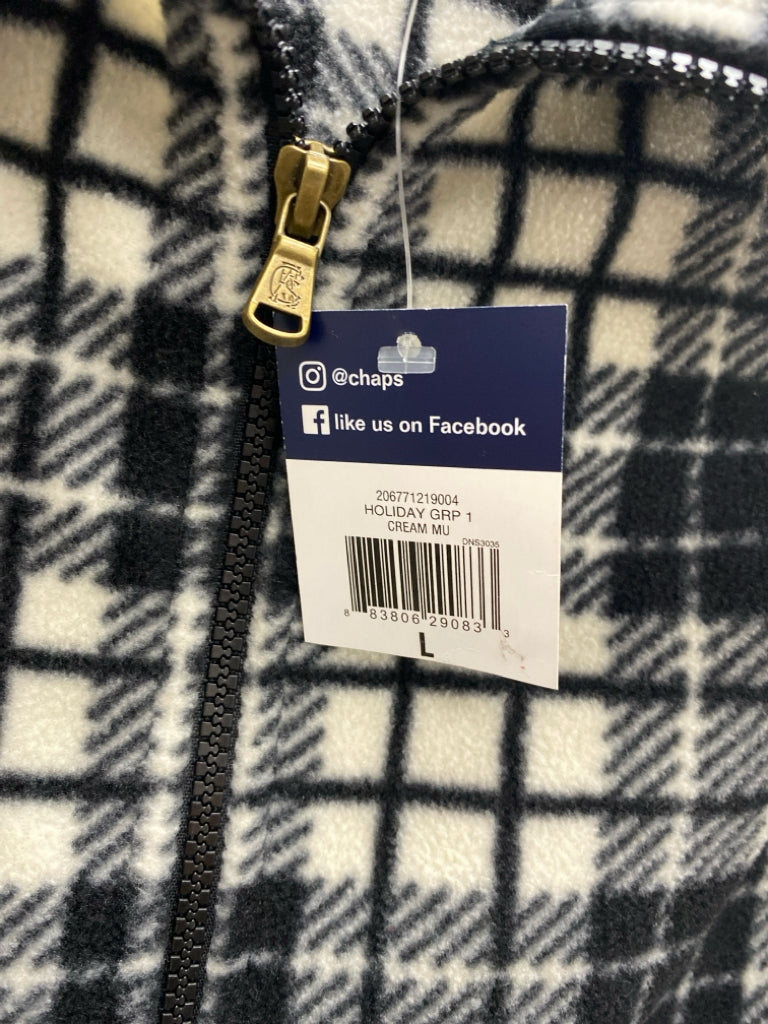 @chaps
like us on Facebook
206771219004
HOLIDAY GRP 1
CREAM MU
DNS3035
8 83806 29083 3
L